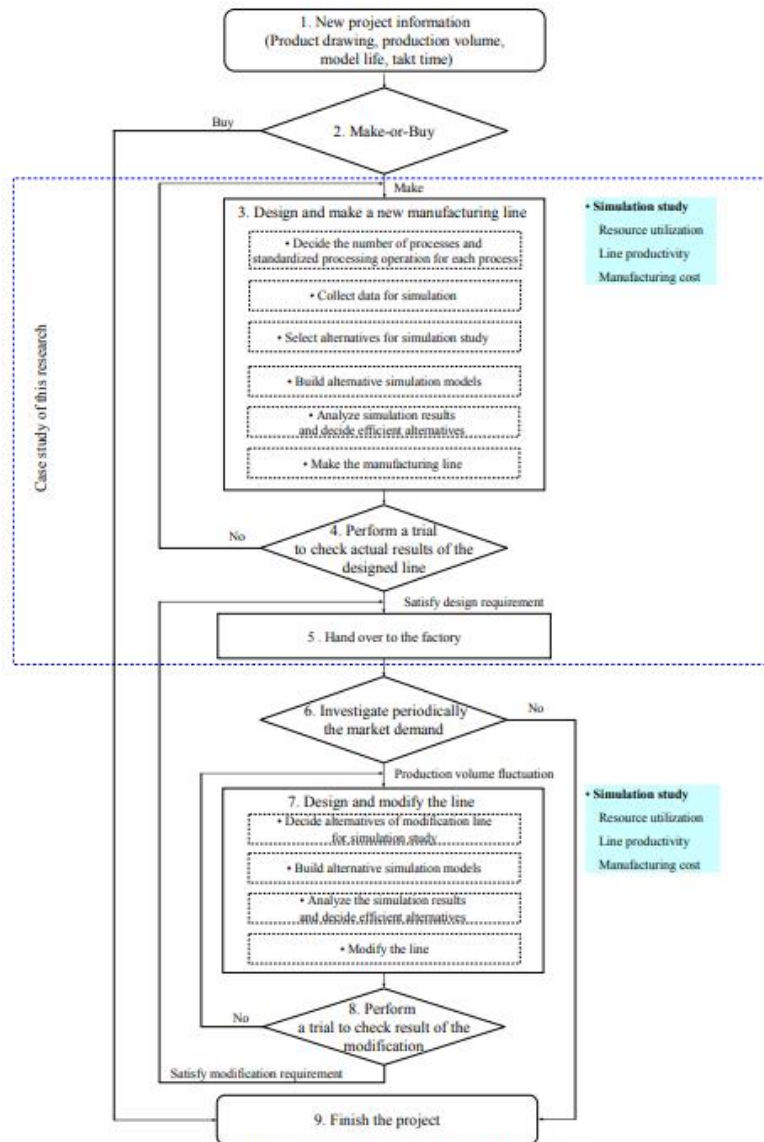 1. New project information
(Product drawing, production volume,
model life, takt time)
Buy
2. Make-or-Buy
Make
3. Design and make a new manufacturing line
• Decide the number of processes and
standardized processing operation for each process
• Collect data for simulation
• Select alternatives for simulation study
• Build alternative simulation models
• Analyze simulation results
and decide efficient alternatives
• Make the manufacturing line
• Simulation study
Resource utilization
Line productivity
Manufacturing cost
Case study of this research
No
4. Perform a trial
to check actual results of the
designed line
Satisfy design requirement
5 . Hand over to the factory
6. Investigate periodically
the market demand
No
Production volume fluctuation
7. Design and modify the line
• Decide alternatives of modification line
for simulation study
• Build alternative simulation models
• Analyze the simulation results
and decide efficient alternatives
• Modify the line
• Simulation study
Resource utilization
Line productivity
Manufacturing cost
No
8. Perform
a trial to check result of the
modification
Satisfy modification requirement
9. Finish the project